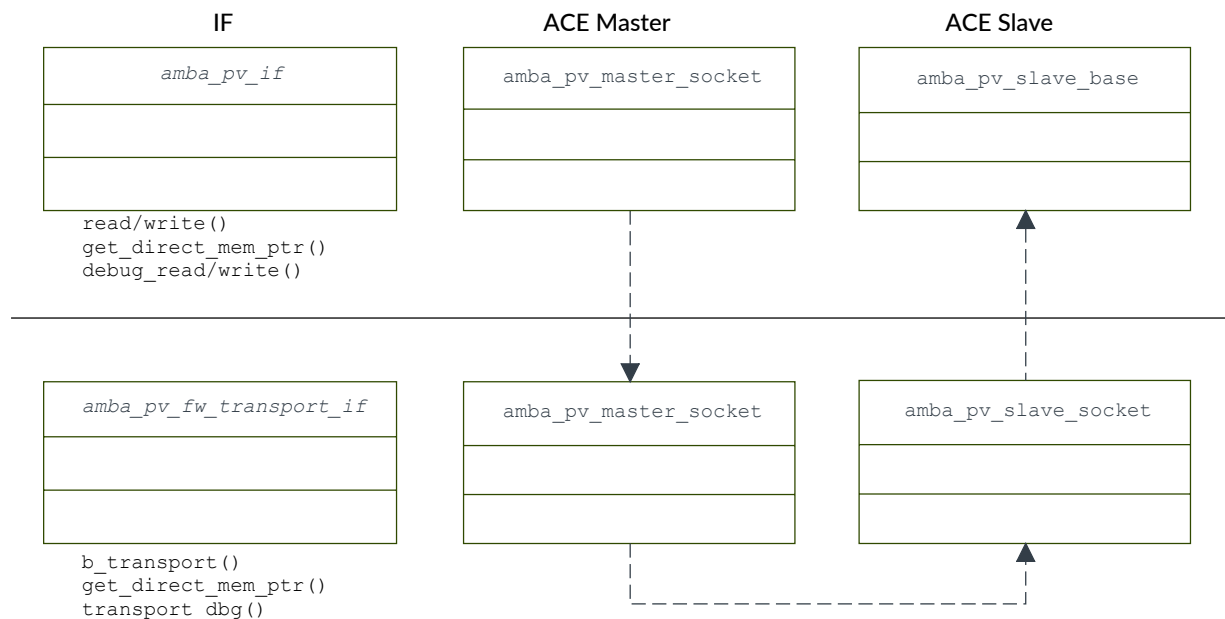 IF
ACE Master
ACE Slave
amba_pv_if
amba_pv_master_socket
amba_pv_slave_base
read/write()
get_direct_mem_ptr()
debug_read/write()
amba_pv_fw_transport_if
amba_pv_master_socket
amba_pv_slave_socket
b_transport()
get_direct_mem_ptr()
transport dbg()